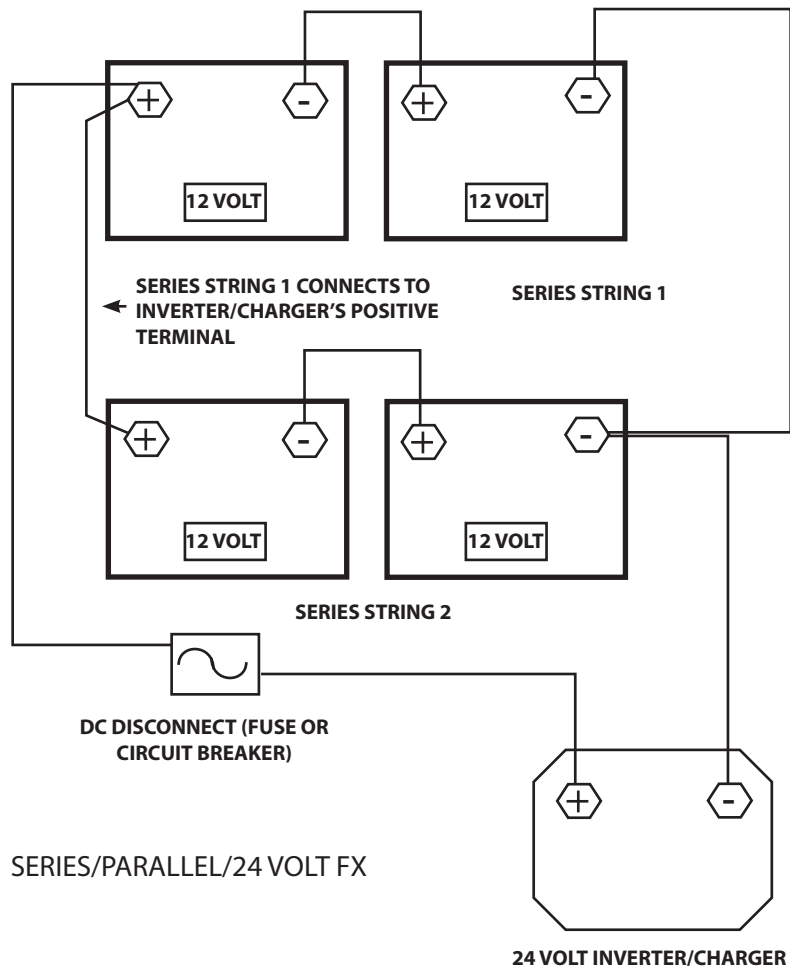 + - + -
12 VOLT 12 VOLT
SERIES STRING 1 CONNECTS TO
INVERTER/CHARGER'S POSITIVE
TERMINAL
SERIES STRING 1
+ - + -
12 VOLT 12 VOLT
SERIES STRING 2
DC DISCONNECT (FUSE OR
CIRCUIT BREAKER)
+ -
SERIES/PARALLEL/24 VOLT FX
24 VOLT INVERTER/CHARGER